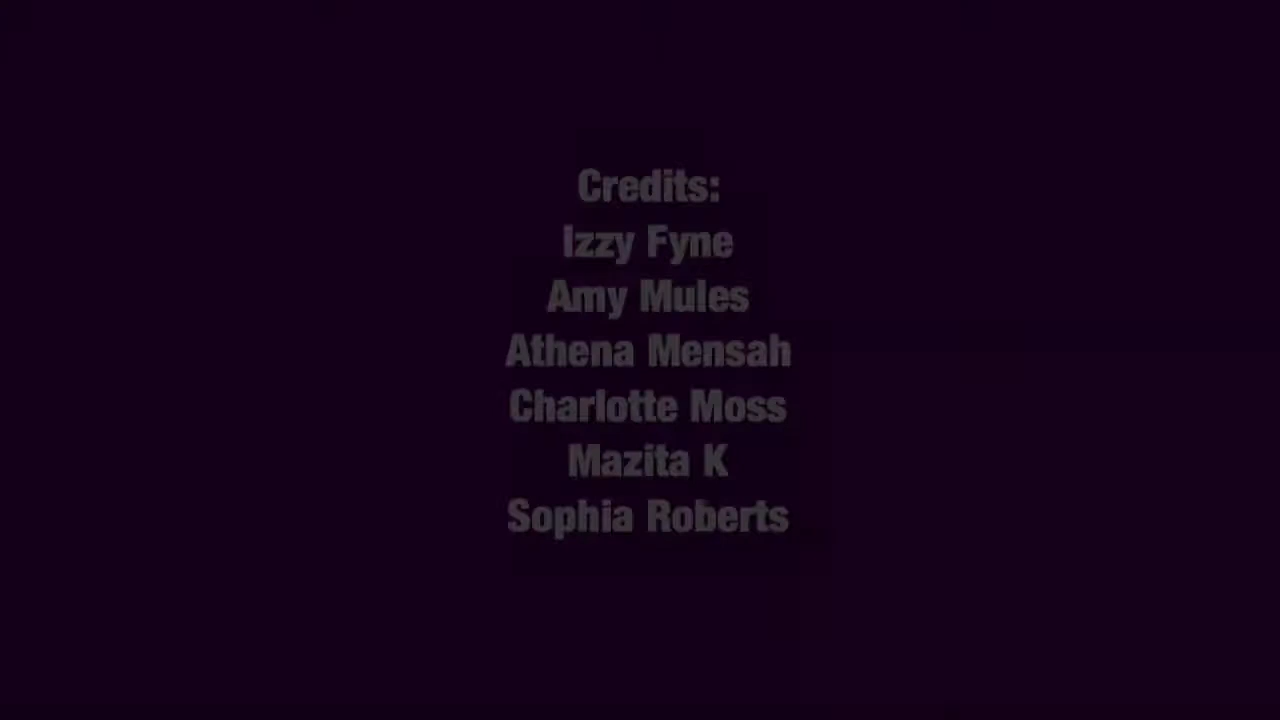 Credits:
Izzy Fyne
Amy Mules
Athena Mensah
Charlotte Moss
Mazita K
Sophia Roberts